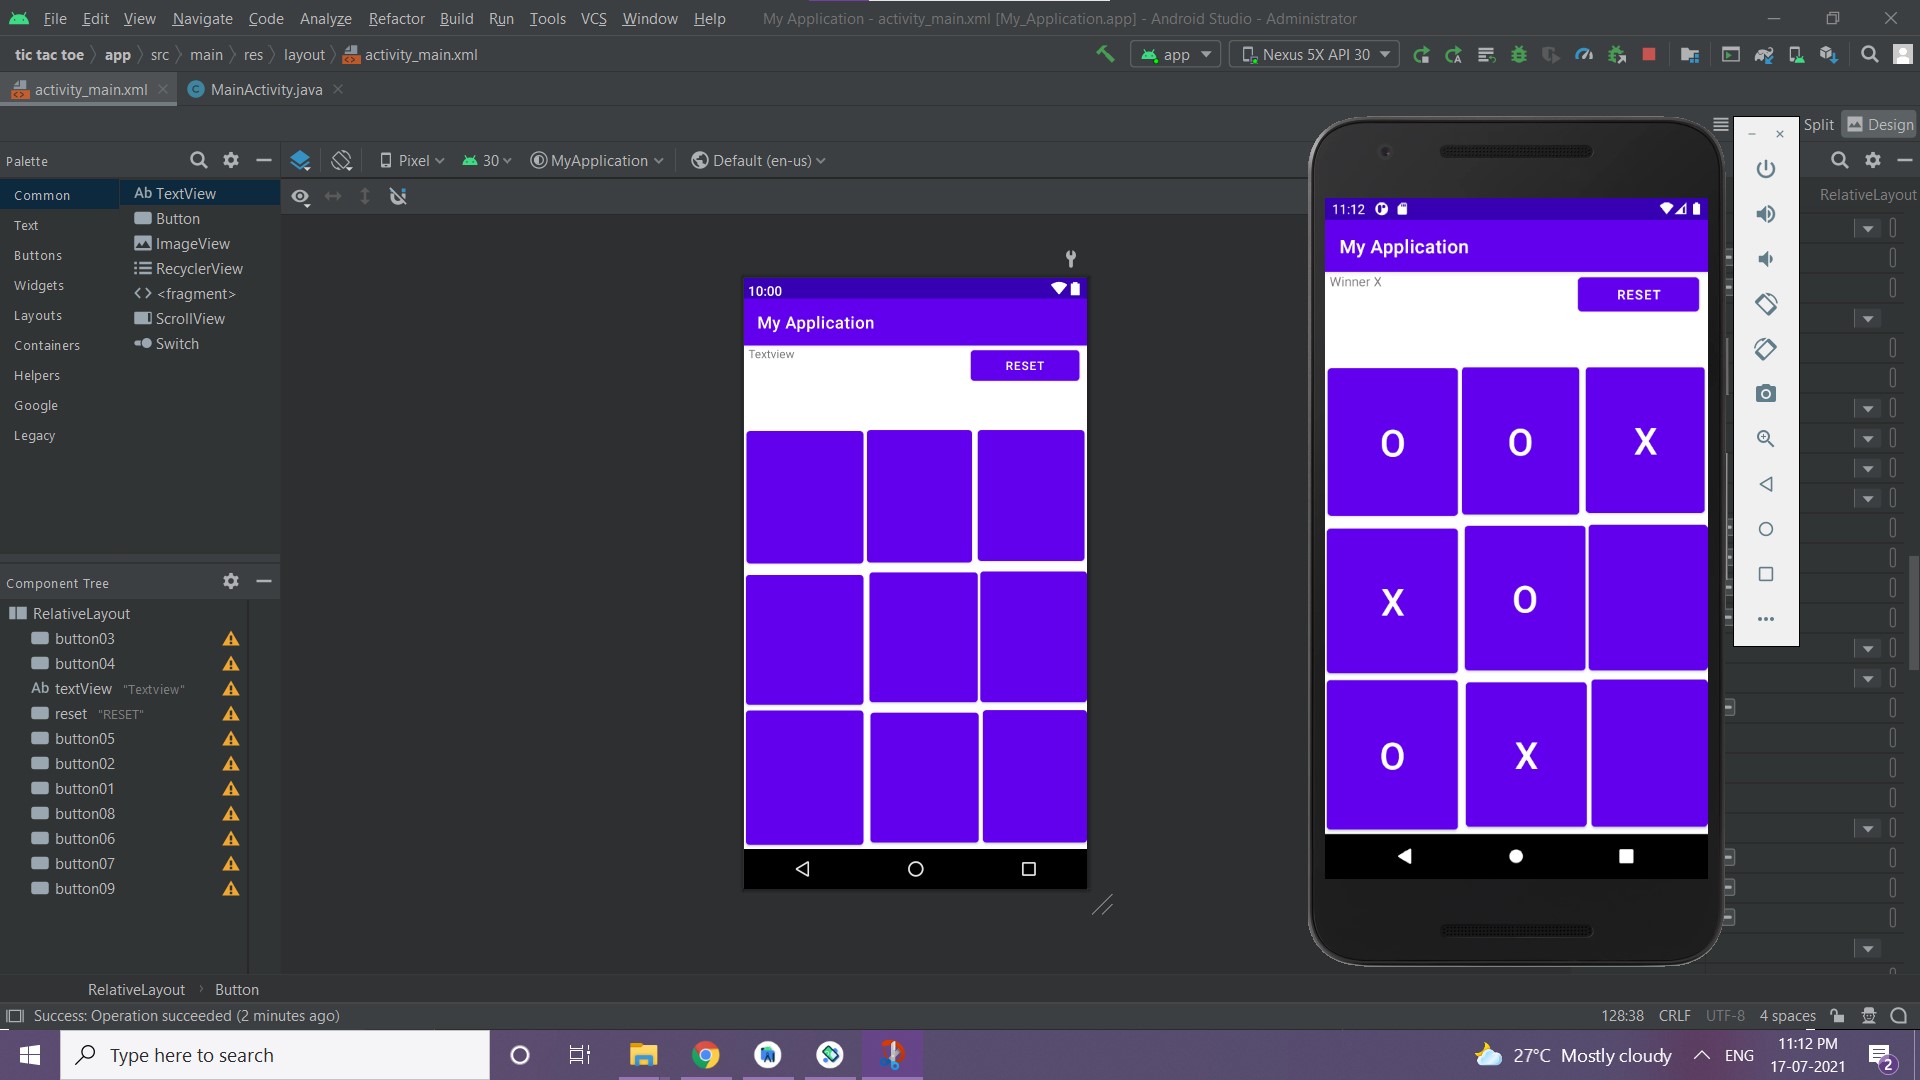 File Edit View Navigate Code Analyze Refactor Build Run Tools VCS Window Help My Application - activity_main.xml [My_Application.app] - Android Studio - Administrator
tic tac toe app src main res layout activity_main.xml app Nexus 5X API 30
activity_main.xml MainActivity.java
Split Design
Palette Pixel 30 MyApplication Default (en-us)
Common
Text
Buttons
Widgets
Layouts
Containers
Helpers
Google
Legacy
Ab TextView
Button
ImageView
RecyclerView
<fragment>
ScrollView
Switch
RelativeLayout
Component Tree
RelativeLayout
button03
button04
Ab textView "Textview"
reset "RESET"
button05
button02
button01
button08
button06
button07
button09
10:00
My Application
Textview RESET
11:12
My Application
Winner X RESET
O O X
X O
O X
RelativeLayout Button
Success: Operation succeeded (2 minutes ago) 128:38 CRLF UTF-8 4 spaces
Type here to search 27°C Mostly cloudy ENG 11:12 PM
17-07-2021 2